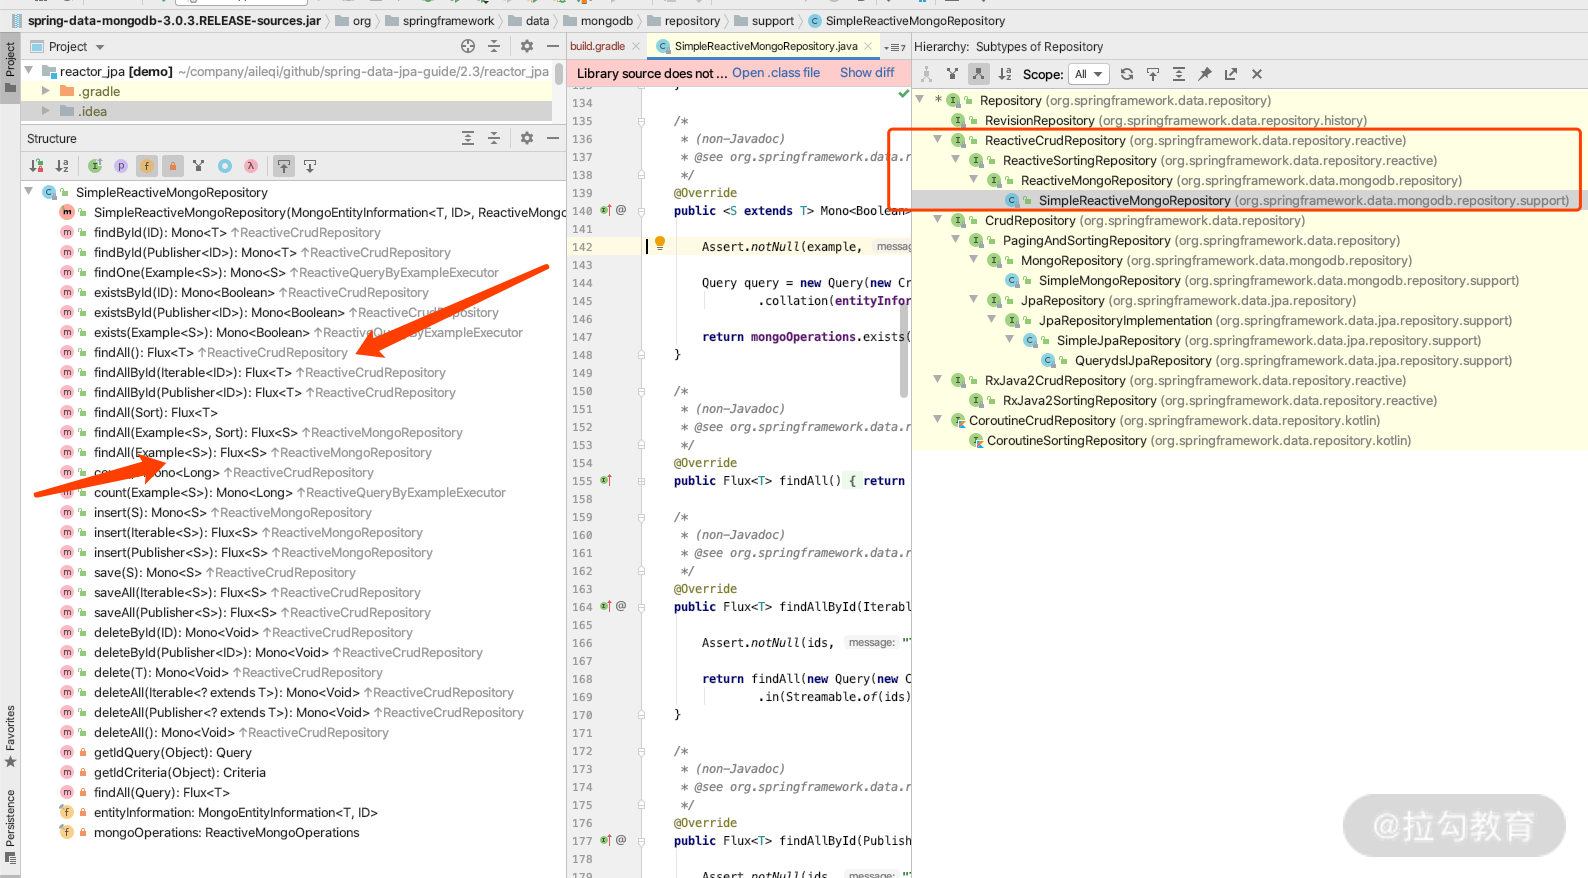 spring-data-mongodb-3.0.3.RELEASE-sources.jar org springframework data mongodb repository support SimpleReactiveMongoRepository
Project
Project
Favorites
Persistence
reactor_jpa [demo] ~/company/aileqi/github/spring-data-jpa-guide/2.3/reactor_jpa
.gradle
.idea
Structure
SimpleReactiveMongoRepository
SimpleReactiveMongoRepository(MongoEntityInformation<T, ID>, ReactiveMongo
findById(ID): Mono<T> ↑ReactiveCrudRepository
findById(Publisher<ID>): Mono<T> ↑ReactiveCrudRepository
findOne(Example<S>): Mono<S> ↑ReactiveQueryByExampleExecutor
existsById(ID): Mono<Boolean> ↑ReactiveCrudRepository
existsById(Publisher<ID>): Mono<Boolean> ↑ReactiveCrudRepository
exists(Example<S>): Mono<Boolean> ↑ReactiveQueryByExampleExecutor
findAll(): Flux<T> ↑ReactiveCrudRepository
findAllById(Iterable<ID>): Flux<T> ↑ReactiveCrudRepository
findAllById(Publisher<ID>): Flux<T> ↑ReactiveCrudRepository
findAll(Sort): Flux<T>
findAll(Example<S>, Sort): Flux<S> ↑ReactiveMongoRepository
findAll(Example<S>): Flux<S> ↑ReactiveMongoRepository
Mono<Long> ↑ReactiveCrudRepository
count(Example<S>): Mono<Long> ↑ReactiveQueryByExampleExecutor
insert(S): Mono<S> ↑ReactiveMongoRepository
insert(Iterable<S>): Flux<S> ↑ReactiveMongoRepository
insert(Publisher<S>): Flux<S> ↑ReactiveMongoRepository
save(S): Mono<S> ↑ReactiveCrudRepository
saveAll(Iterable<S>): Flux<S> ↑ReactiveCrudRepository
saveAll(Publisher<S>): Flux<S> ↑ReactiveCrudRepository
deleteById(ID): Mono<Void> ↑ReactiveCrudRepository
deleteById(Publisher<ID>): Mono<Void> ↑ReactiveCrudRepository
delete(T): Mono<Void> ↑ReactiveCrudRepository
deleteAll(Iterable<? extends T>): Mono<Void> ↑ReactiveCrudRepository
deleteAll(Publisher<? extends T>): Mono<Void> ↑ReactiveCrudRepository
deleteAll(): Mono<Void> ↑ReactiveCrudRepository
getIdQuery(Object): Query
getIdCriteria(Object): Criteria
findAll(Query): Flux<T>
entityInformation: MongoEntityInformation<T, ID>
mongoOperations: ReactiveMongoOperations
build.gradle SimpleReactiveMongoRepository.java
Library source does not ... Open .class file Show diff
134
135 /*
136 * (non-Javadoc)
137 * @see org.springframework.data.r
138 */
139 @Override
140 public <S extends T> Mono<Boolean>
141
142 Assert.notNull(example, messag
143
144 Query query = new Query(new Cr
145 .collation(entityInfor
146
147 return mongoOperations.exists(
148 }
149
150 /*
151 * (non-Javadoc)
152 * @see org.springframework.data.r
153 */
154 @Override
155 public Flux<T> findAll() { return
158
159 /*
160 * (non-Javadoc)
161 * @see org.springframework.data.r
162 */
163 @Override
164 public Flux<T> findAllById(Iterabl
165
166 Assert.notNull(ids, message: "T
167
168 return findAll(new Query(new C
169 .in(Streamable.of(ids)
170 }
171
172 /*
173 * (non-Javadoc)
174 * @see org.springframework.data.r
175 */
176 @Override
177 public Flux<T> findAllById(Publish
178
Hierarchy: Subtypes of Repository
Scope: All
* Repository (org.springframework.data.repository)
RevisionRepository (org.springframework.data.repository.history)
ReactiveCrudRepository (org.springframework.data.repository.reactive)
ReactiveSortingRepository (org.springframework.data.repository.reactive)
ReactiveMongoRepository (org.springframework.data.mongodb.repository)
SimpleReactiveMongoRepository (org.springframework.data.mongodb.repository.support)
CrudRepository (org.springframework.data.repository)
PagingAndSortingRepository (org.springframework.data.repository)
MongoRepository (org.springframework.data.mongodb.repository)
SimpleMongoRepository (org.springframework.data.mongodb.repository.support)
JpaRepository (org.springframework.data.jpa.repository)
JpaRepositoryImplementation (org.springframework.data.jpa.repository.support)
SimpleJpaRepository (org.springframework.data.jpa.repository.support)
QuerydslJpaRepository (org.springframework.data.jpa.repository.support)
RxJava2CrudRepository (org.springframework.data.repository.reactive)
RxJava2SortingRepository (org.springframework.data.repository.reactive)
CoroutineCrudRepository (org.springframework.data.repository.kotlin)
CoroutineSortingRepository (org.springframework.data.repository.kotlin)
@拉勾教育